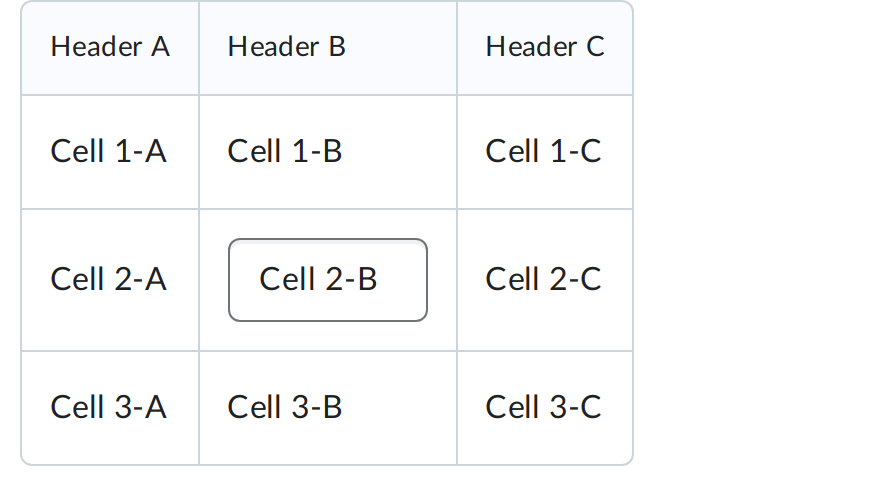 Header A Header B Header C
Cell 1-A Cell 1-B Cell 1-C
Cell 2-A Cell 2-B Cell 2-C
Cell 3-A Cell 3-B Cell 3-C